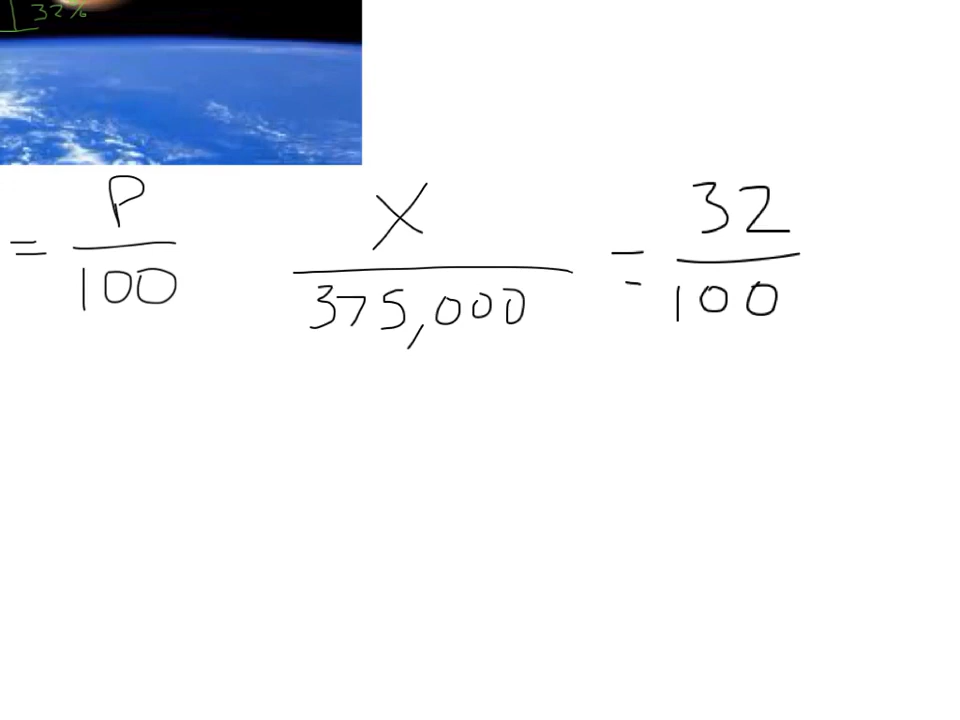 32%
= P/100
X/375,000 = 32/100